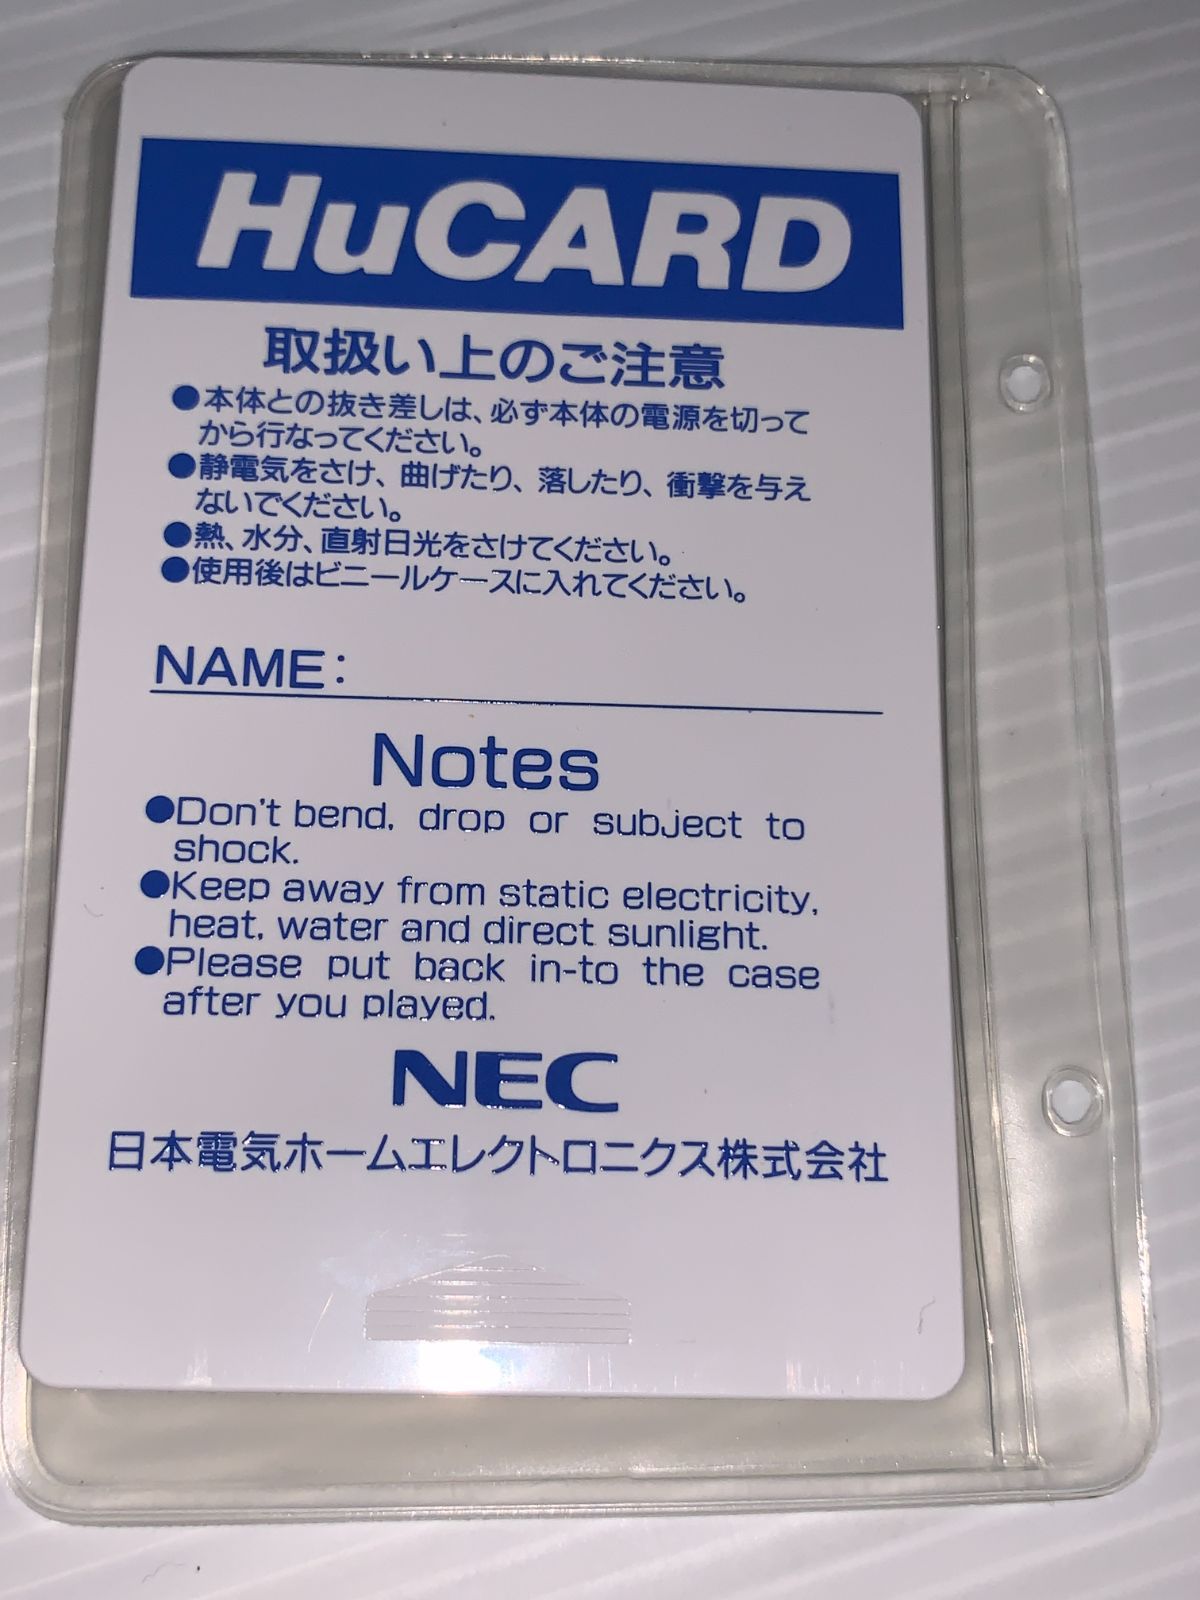 HuCARD
取扱い上のご注意
●本体との抜き差しは、必ず本体の電源を切って
から行なってください。
●静電気をさけ、曲げたり、落したり、衝撃を与え
ないでください。
●熱、水分、直射日光をさけてください。
●使用後はビニールケースに入れてください。
NAME:
Notes
●Don't bend, drop or subject to
shock.
●Keep away from static electricity,
heat, water and direct sunlight.
●Please put back in-to the case
after you played.
NEC
日本電気ホームエレクトロニクス株式会社